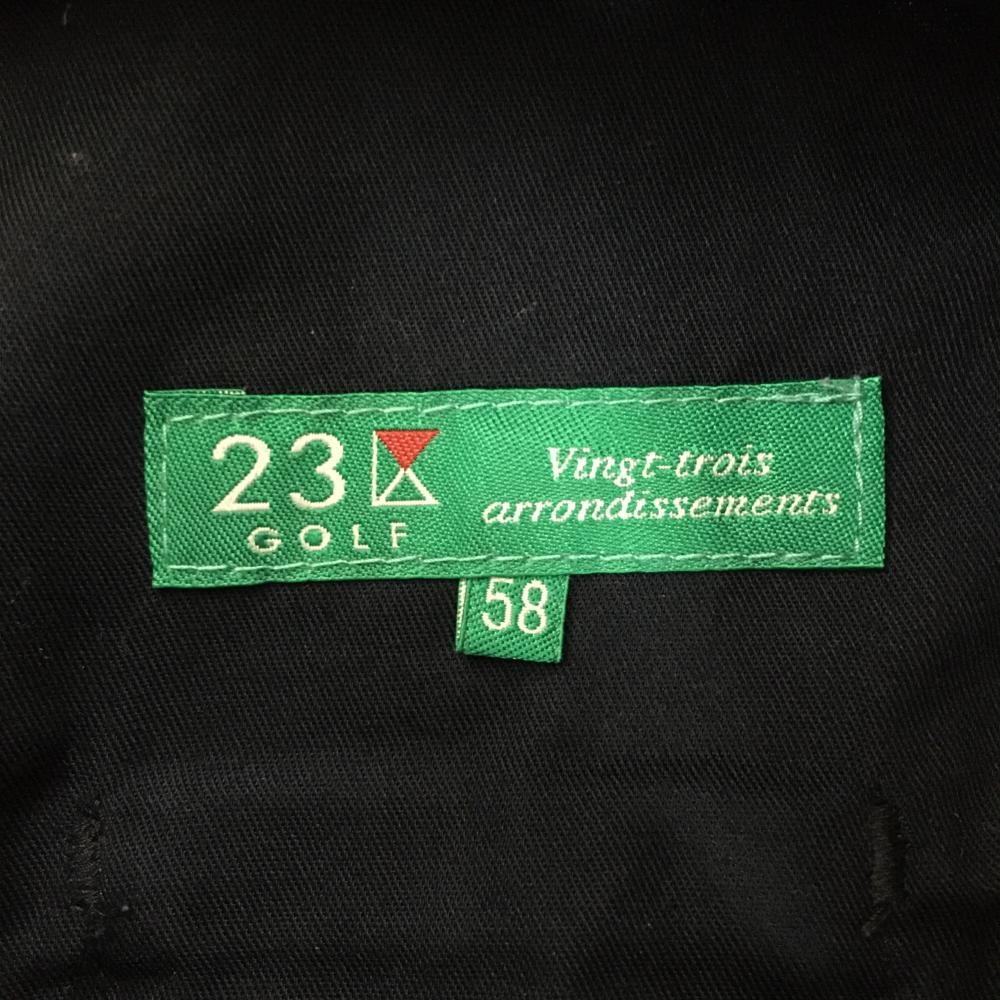 23
GOLF
Vingt-trois
arrondissements
58